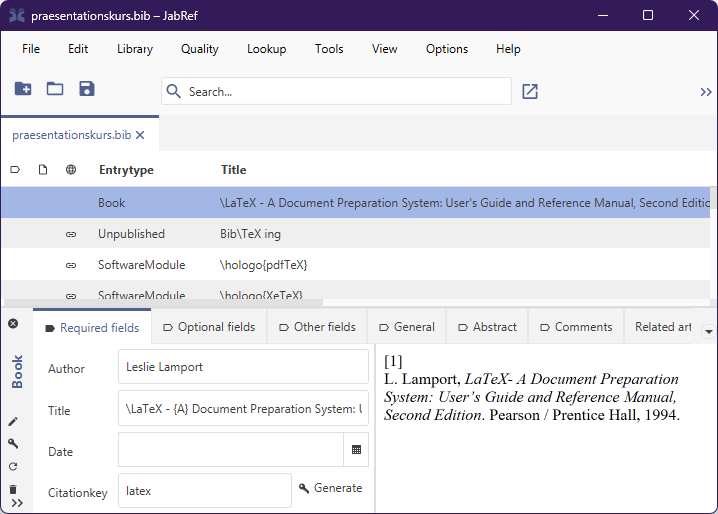 praesentationskurs.bib – JabRef
File Edit Library Quality Lookup Tools View Options Help
Search...
praesentationskurs.bib
Entrytype Title
Book \LaTeX - A Document Preparation System: User's Guide and Reference Manual, Second Editio
Unpublished Bib\TeX ing
SoftwareModule \hologo{pdfTeX}
SoftwareModule \hologo{XeTeX}
Required fields Optional fields Other fields General Abstract Comments Related art
Book
Author Leslie Lamport
Title \LaTeX - {A} Document Preparation System: U
Date
Citationkey latex Generate
[1]
L. Lamport, LaTeX- A Document Preparation
System: User’s Guide and Reference Manual,
Second Edition. Pearson / Prentice Hall, 1994.